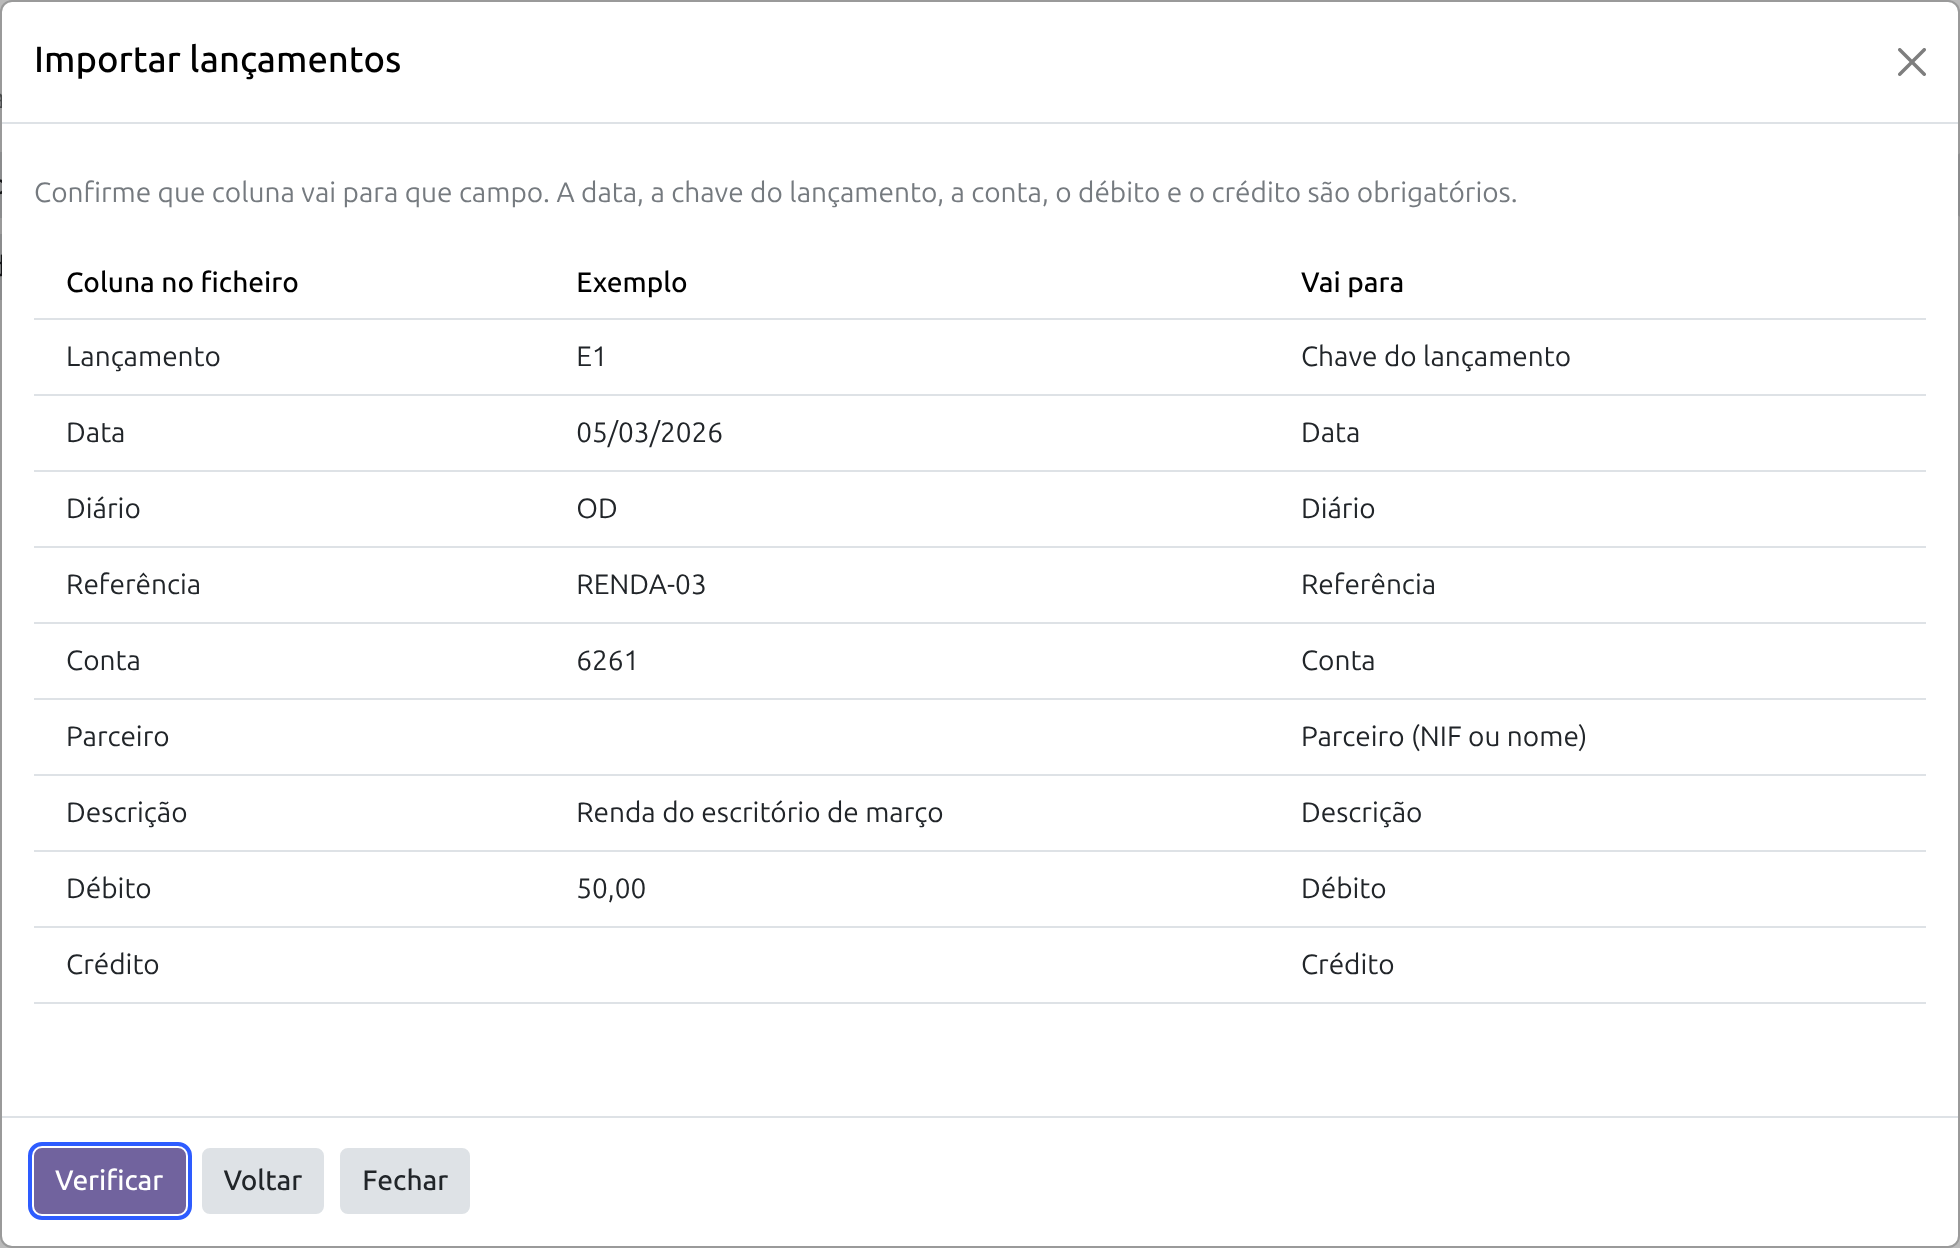 Importar lançamentos
Confirme que coluna vai para que campo. A data, a chave do lançamento, a conta, o débito e o crédito são obrigatórios.
Coluna no ficheiro Exemplo Vai para
Lançamento E1 Chave do lançamento
Data 05/03/2026 Data
Diário OD Diário
Referência RENDA-03 Referência
Conta 6261 Conta
Parceiro Parceiro (NIF ou nome)
Descrição Renda do escritório de março Descrição
Débito 50,00 Débito
Crédito Crédito
Verificar Voltar Fechar